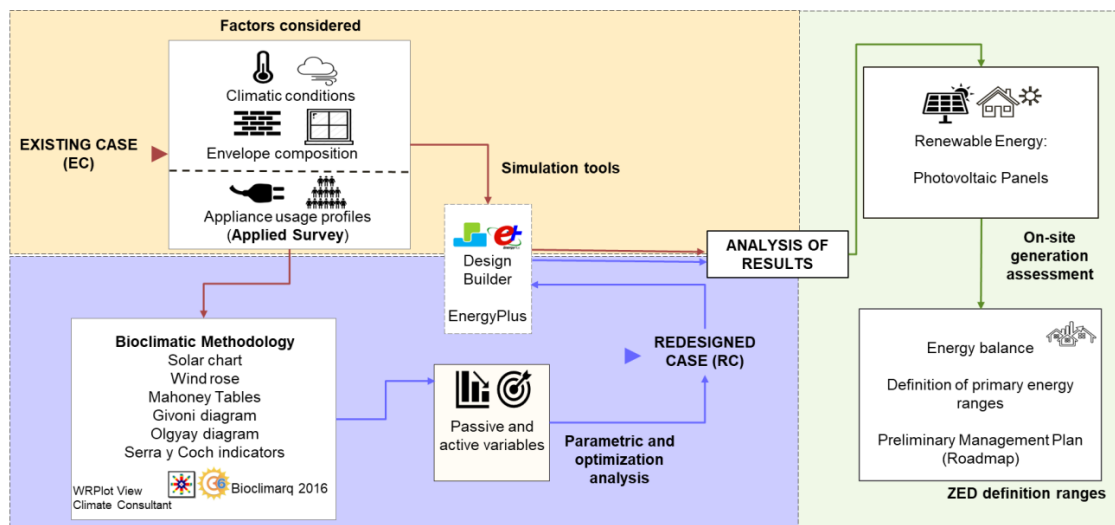 Factors considered
Climatic conditions
Envelope composition
EXISTING CASE
(EC)
Appliance usage profiles
(Applied Survey)
Simulation tools
Design
Builder
EnergyPlus
ANALYSIS OF
RESULTS
Renewable Energy:
Photovoltaic Panels
On-site
generation
assessment
Bioclimatic Methodology
Solar chart
Wind rose
Mahoney Tables
Givoni diagram
Olgyay diagram
Serra y Coch indicators
WRPlot View
Climate Consultant
Bioclimarq 2016
Passive and
active variables
REDESIGNED
CASE (RC)
Parametric and
optimization
analysis
Energy balance
Definition of primary energy
ranges
Preliminary Management Plan
(Roadmap)
ZED definition ranges